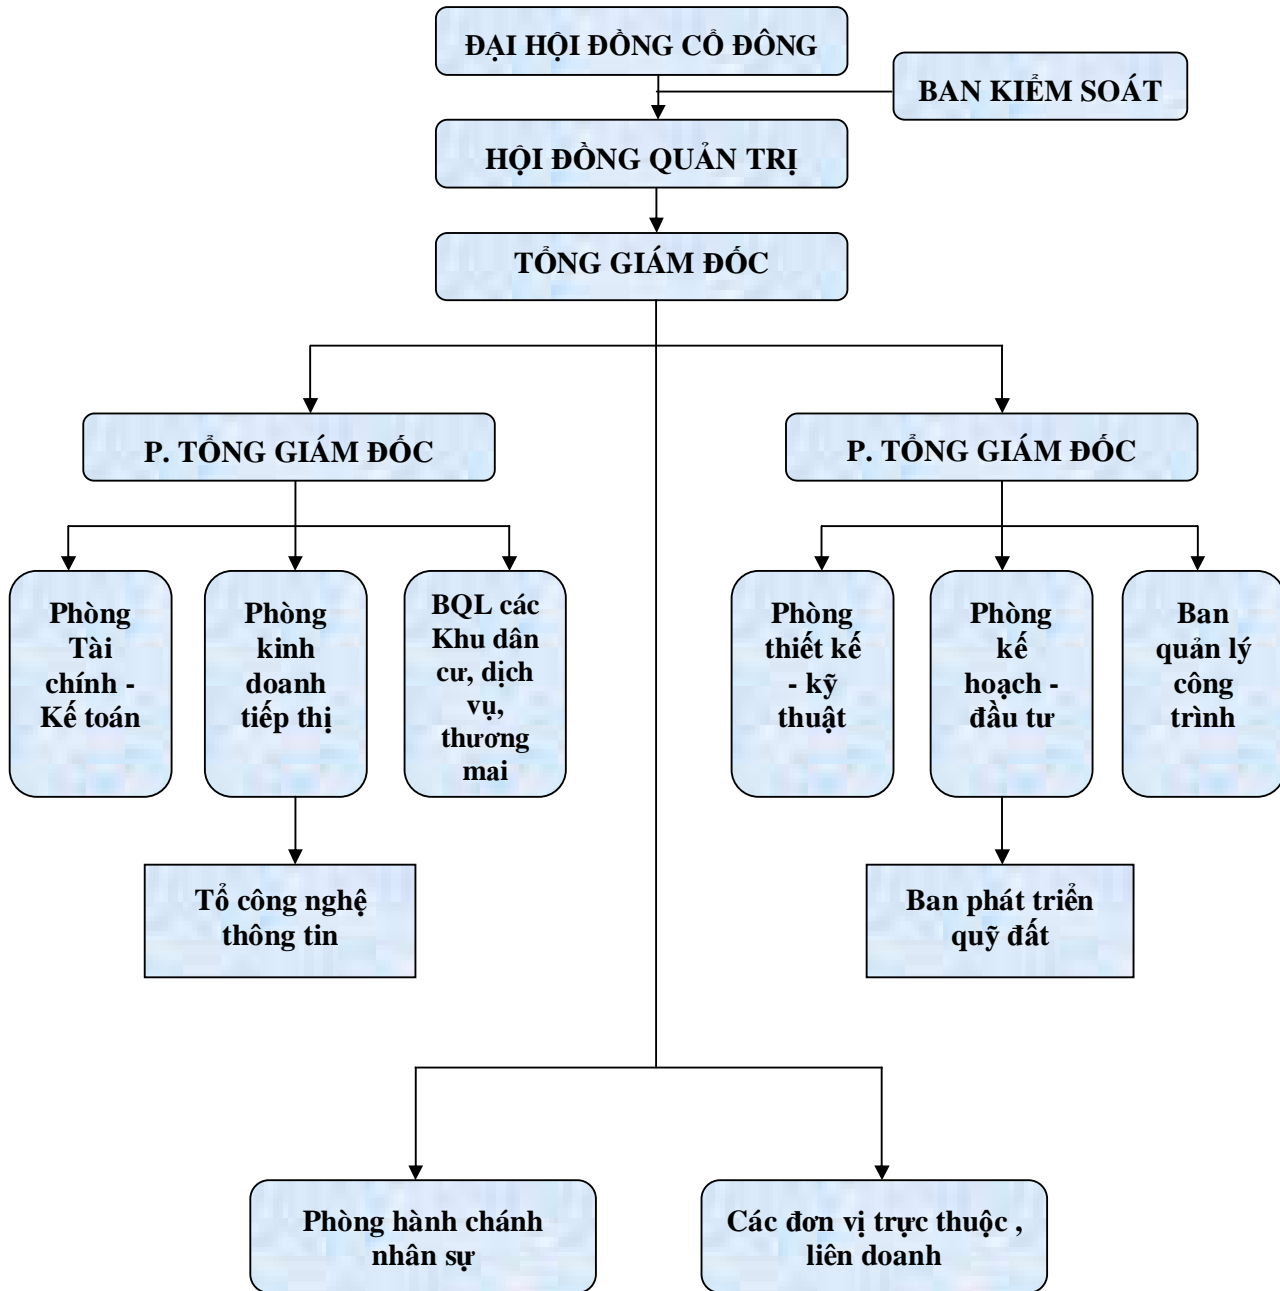 ĐẠI HỘI ĐỒNG CỔ ĐÔNG
BAN KIỂM SOÁT
HỘI ĐỒNG QUẢN TRỊ
TỔNG GIÁM ĐỐC
P. TỔNG GIÁM ĐỐC
P. TỔNG GIÁM ĐỐC
Phòng
Tài
chính -
Kế toán
Phòng
kinh
doanh
tiếp thị
BQL các
Khu dân
cư, dịch
vụ,
thương
mai
Phòng
thiết kế
- kỹ
thuật
Phòng
kế
hoạch -
đầu tư
Ban
quản lý
công
trình
Tổ công nghệ
thông tin
Ban phát triển
quỹ đất
Phòng hành chánh
nhân sự
Các đơn vị trực thuộc ,
liên doanh